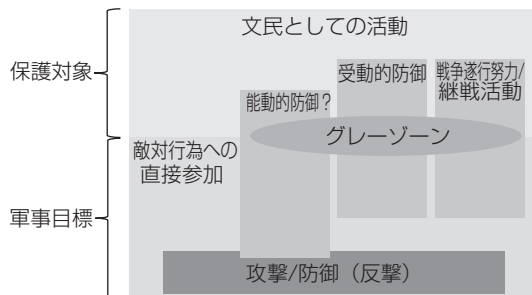 文民としての活動
保護対象
能動的防御？
受動的防御
戦争遂行努力/
継戦活動
グレーゾーン
敵対行為への
直接参加
軍事目標
攻撃/防御（反撃）